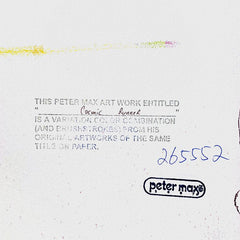 THIS PETER MAX ART WORK ENTITLED
" Cosmic Runner "
IS A VARIATION COLOR COMBINATION
(AND BRUSHSTROKES) FROM HIS
ORIGINAL ARTWORKS OF THE SAME
TITLE ON PAPER.
265552
peter max®